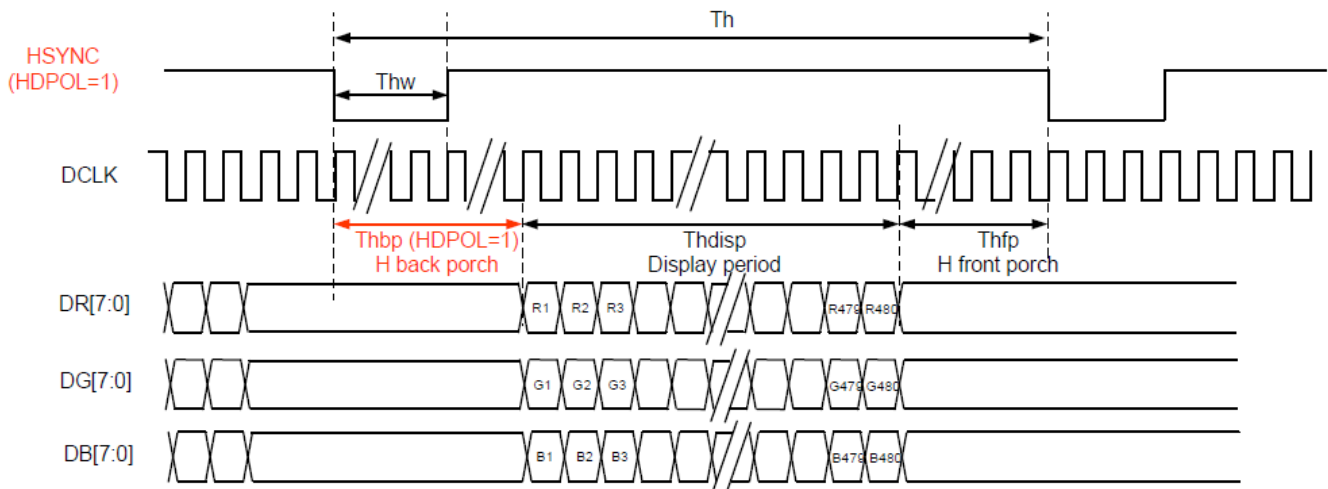 Th
HSYNC
(HDPOL=1)
Thw
DCLK
Thbp (HDPOL=1)
H back porch
Thdisp
Display period
Thfp
H front porch
DR[7:0]
R1 R2 R3 R479 R480
DG[7:0]
G1 G2 G3 G479 G480
DB[7:0]
B1 B2 B3 B479 B480